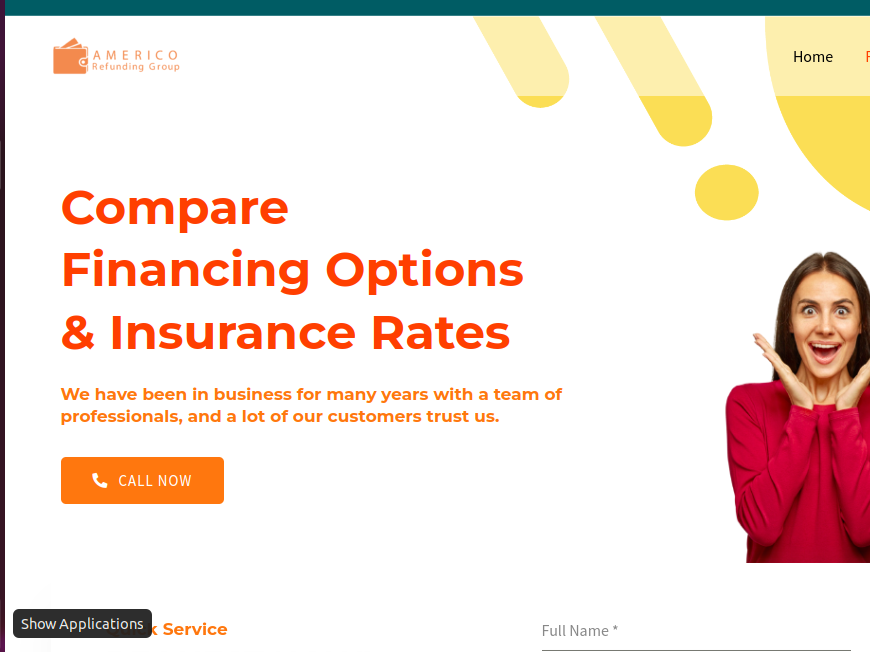 AMERICO
Refunding Group
Home
Compare
Financing Options
& Insurance Rates
We have been in business for many years with a team of
professionals, and a lot of our customers trust us.
CALL NOW
Show Applications
Service
Full Name *